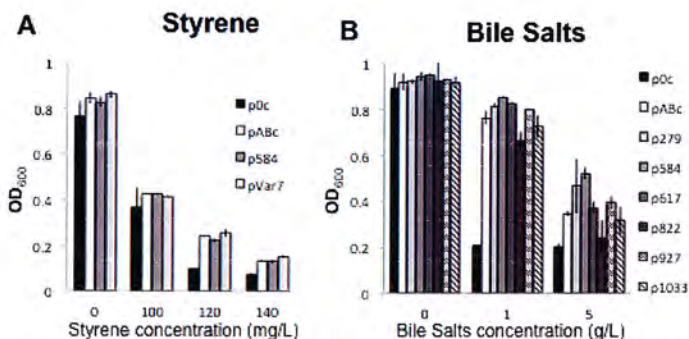 A
Styrene
OD600
1
0.8
0.6
0.4
0.2
0
0
100
120
140
Styrene concentration (mg/L)
p0c
pABc
p584
pVar7
B
Bile Salts
OD600
1
0.8
0.6
0.4
0.2
0
0
1
5
Bile Salts concentration (g/L)
p0c
pABc
p279
p584
p517
p822
p927
p1033